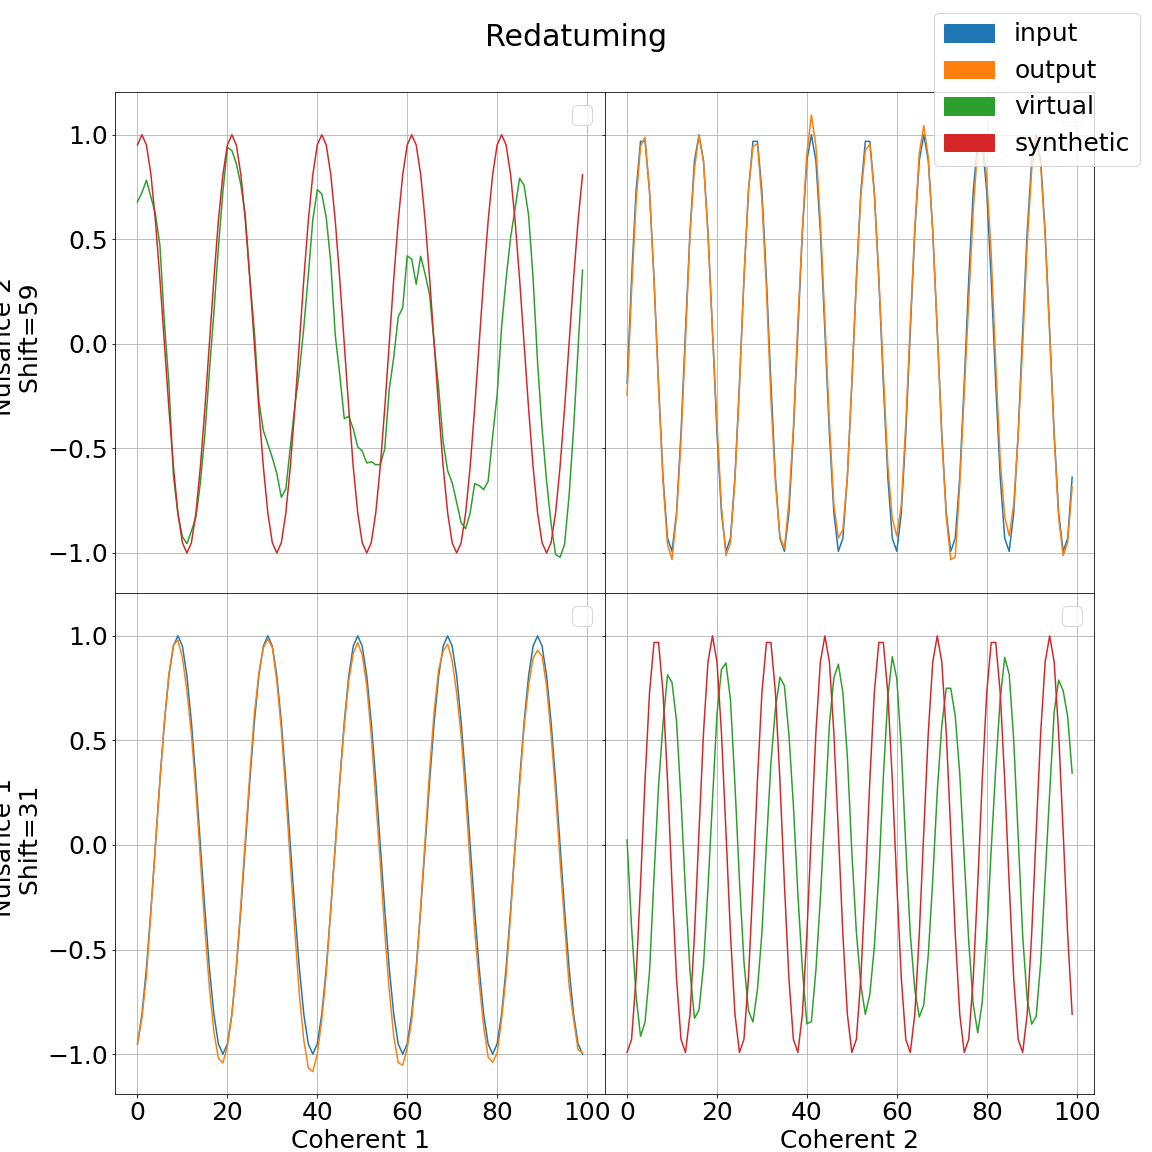 Redatuming
input
output
virtual
synthetic
1.0
0.5
0.0
−0.5
−1.0
Nuisance 2
Shift=59
1.0
0.5
0.0
−0.5
−1.0
Nuisance 1
Shift=31
0 20 40 60 80 100 0 20 40 60 80 100
Coherent 1 Coherent 2